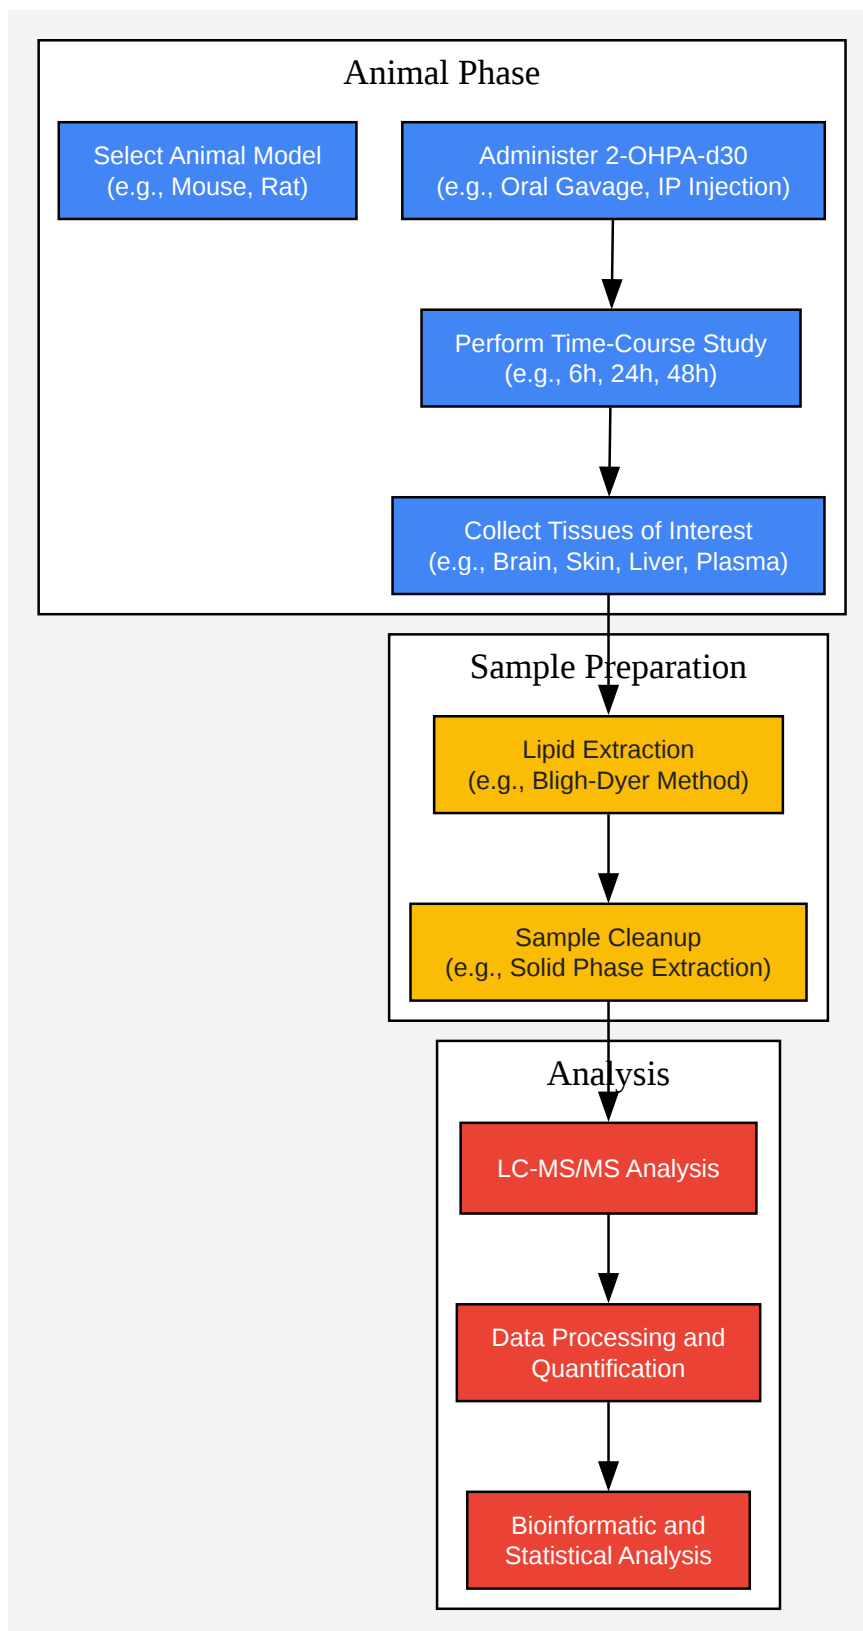 Animal Phase
Select Animal Model
(e.g., Mouse, Rat)
Administer 2-OHPA-d30
(e.g., Oral Gavage, IP Injection)
Perform Time-Course Study
(e.g., 6h, 24h, 48h)
Collect Tissues of Interest
(e.g., Brain, Skin, Liver, Plasma)
Sample Preparation
Lipid Extraction
(e.g., Bligh-Dyer Method)
Sample Cleanup
(e.g., Solid Phase Extraction)
Analysis
LC-MS/MS Analysis
Data Processing and
Quantification
Bioinformatic and
Statistical Analysis